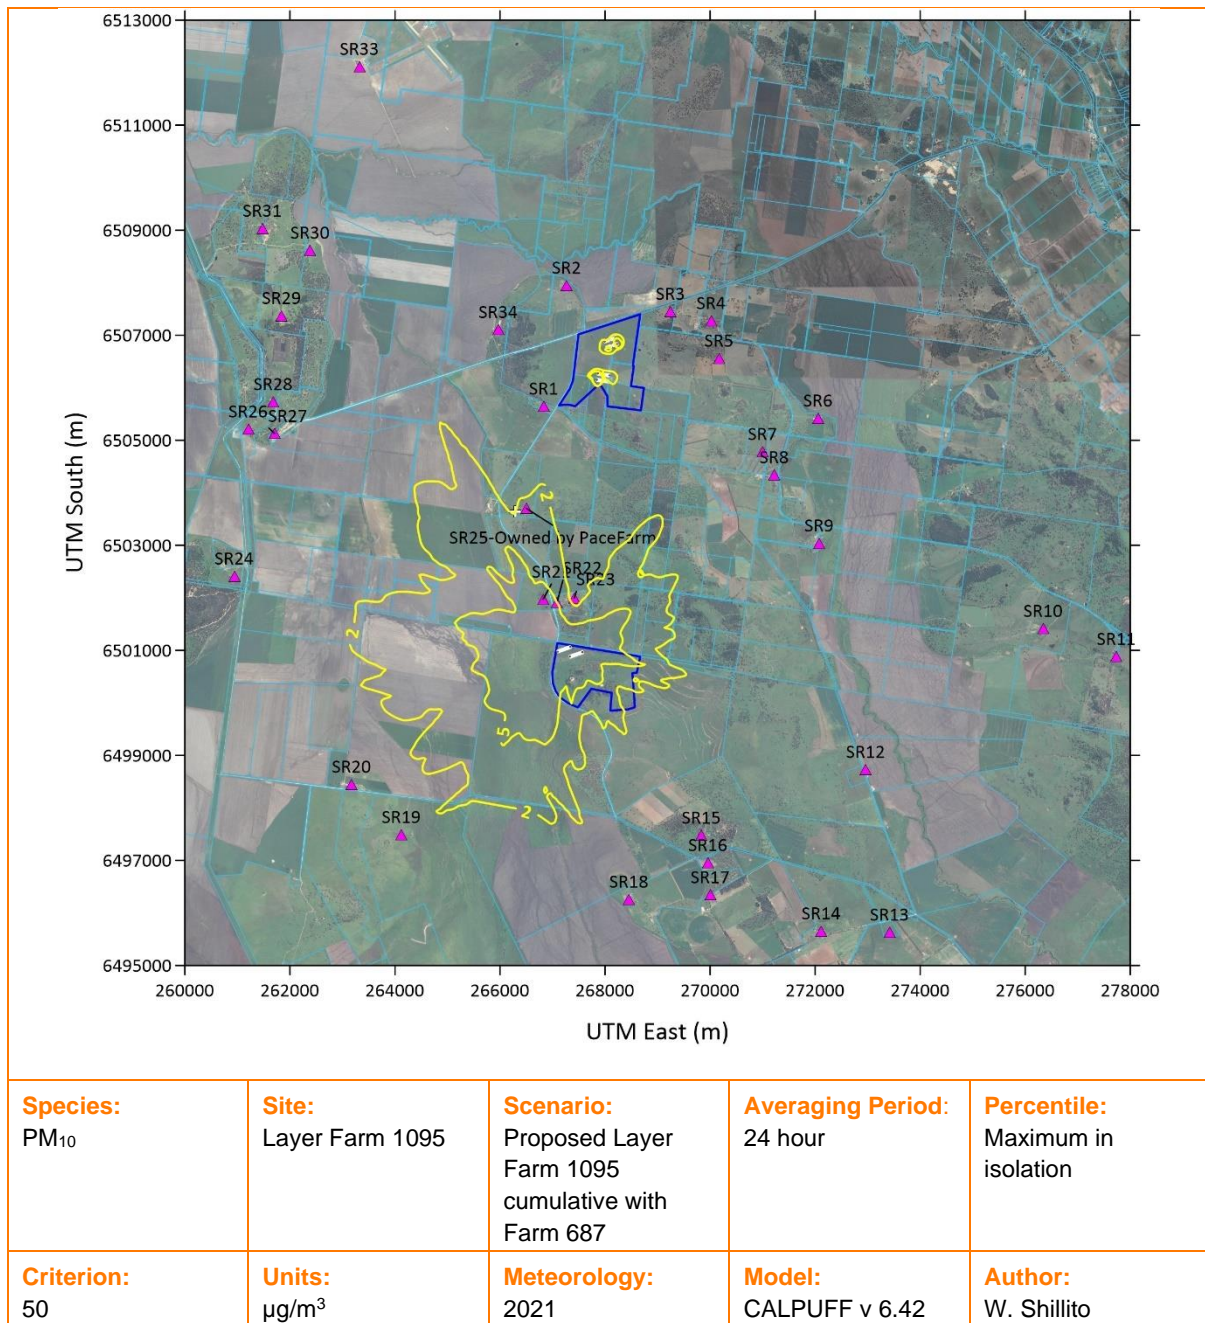 6513000
SR33
6511000
SR31
6509000
SR30
SR2
SR29
SR3
SR4
6507000
SR34
SR5
SR28
SR1
SR6
SR26
SR27
6505000
SR7
SR8
2
SR9
6503000
SR25-Owned by PaceFarm
SR24
SR21
SR22
SR23
2
SR10
6501000
SR11
5
6499000
SR12
SR20
2
SR19
SR15
6497000
SR16
SR18
SR17
SR14
SR13
6495000
260000 262000 264000 266000 268000 270000 272000 274000 276000 278000
UTM South (m)
UTM East (m)
Species:
PM10
Site:
Layer Farm 1095
Scenario:
Proposed Layer
Farm 1095
cumulative with
Farm 687
Averaging Period:
24 hour
Percentile:
Maximum in
isolation
Criterion:
50
Units:
µg/m³
Meteorology:
2021
Model:
CALPUFF v 6.42
Author:
W. Shillito